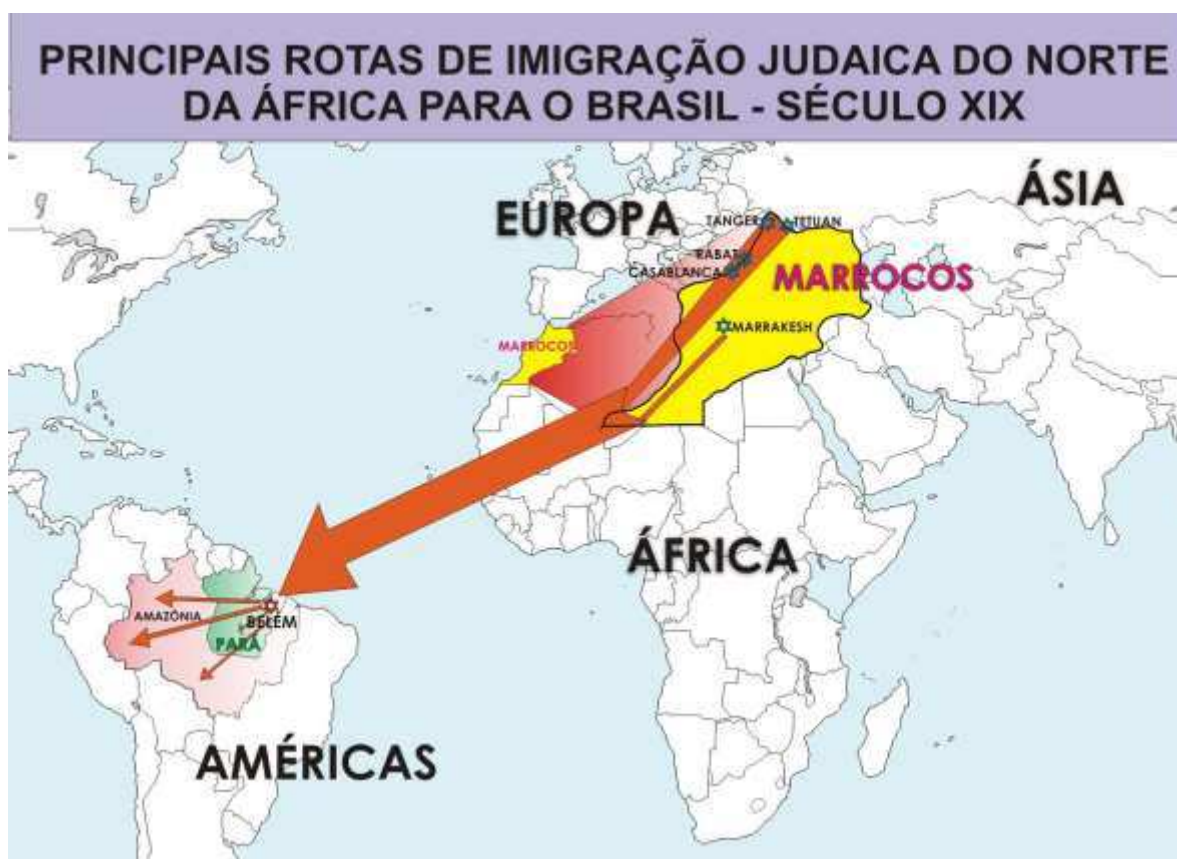 PRINCIPAIS ROTAS DE IMIGRAÇÃO JUDAICA DO NORTE
DA ÁFRICA PARA O BRASIL - SÉCULO XIX
ÁSIA
EUROPA
TANGER
TETUAN
RABAT
CASABLANCA
MARROCOS
MARRAKESH
MARROCOS
ÁFRICA
AMAZÔNIA
BELÉM
PARÁ
AMÉRICAS